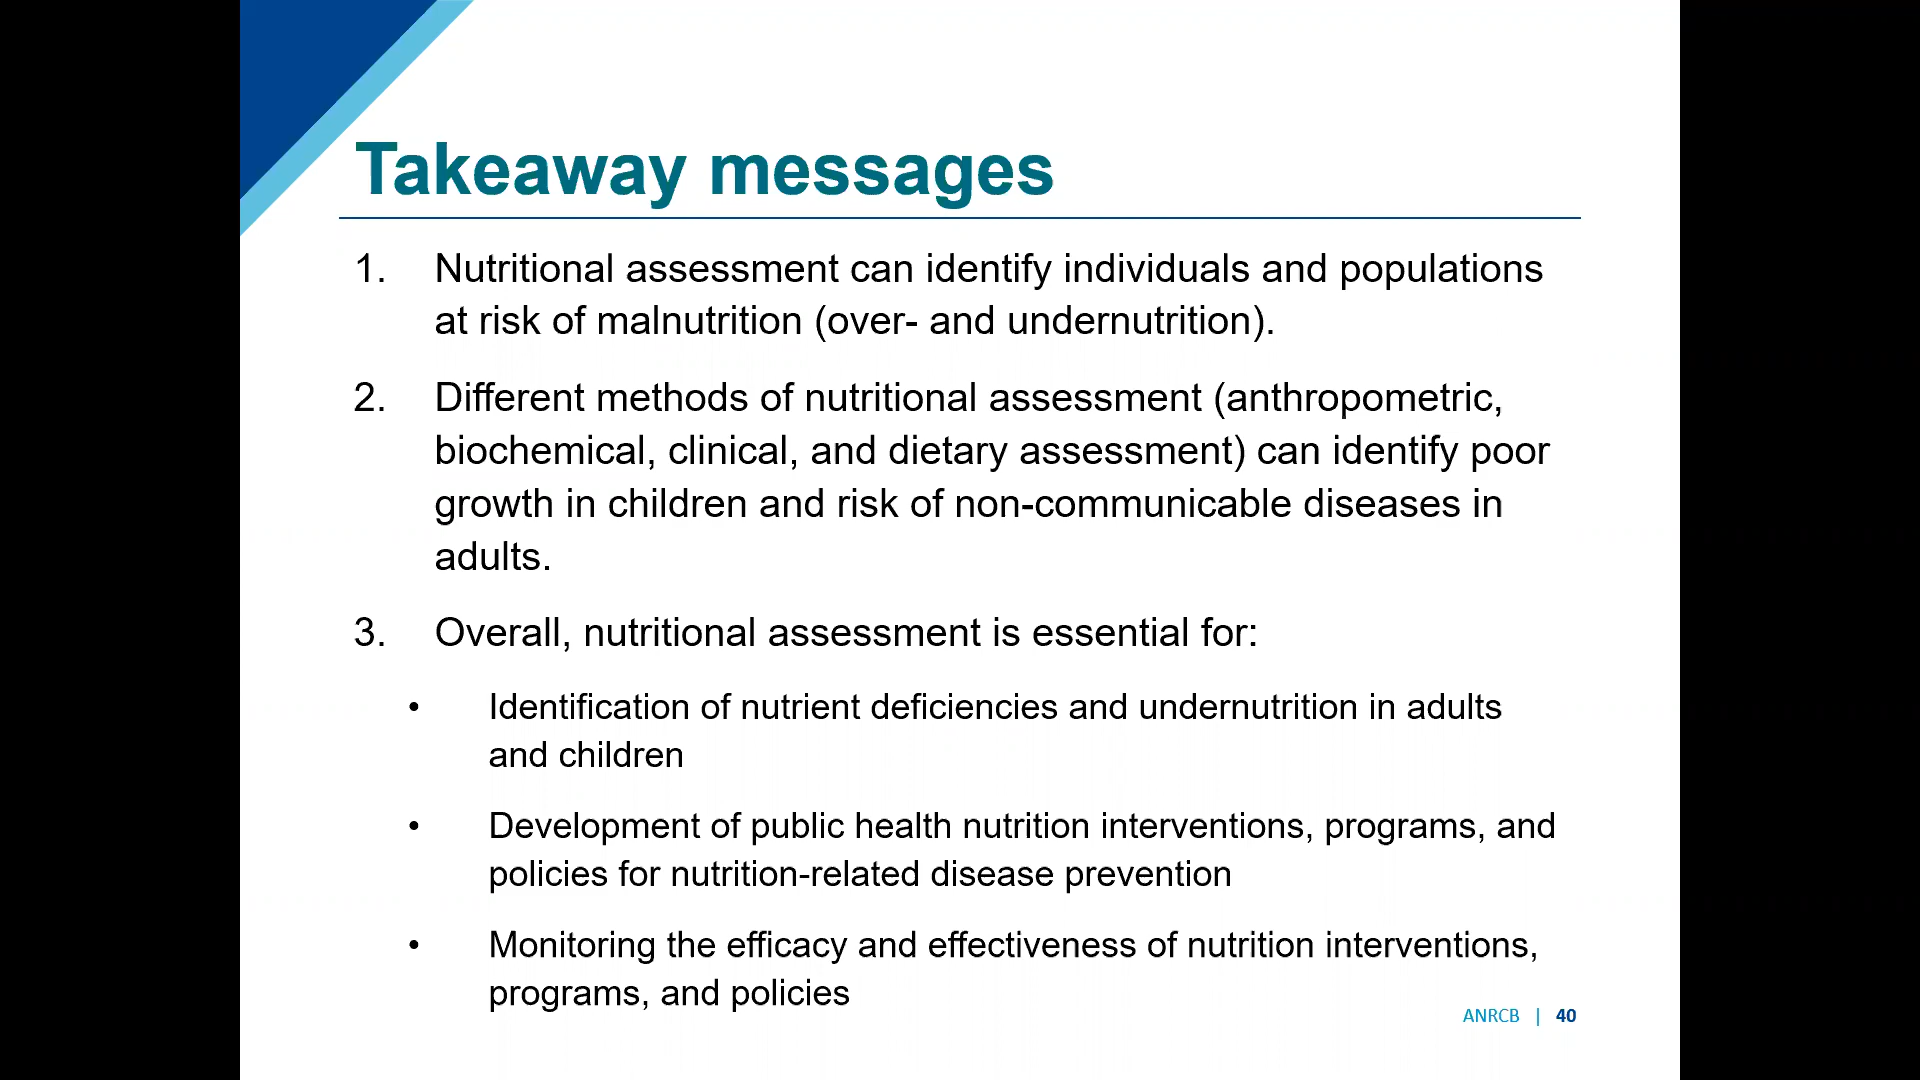 Takeaway messages
1. Nutritional assessment can identify individuals and populations
at risk of malnutrition (over- and undernutrition).
2. Different methods of nutritional assessment (anthropometric,
biochemical, clinical, and dietary assessment) can identify poor
growth in children and risk of non-communicable diseases in
adults.
3. Overall, nutritional assessment is essential for:
• Identification of nutrient deficiencies and undernutrition in adults
and children
• Development of public health nutrition interventions, programs, and
policies for nutrition-related disease prevention
• Monitoring the efficacy and effectiveness of nutrition interventions,
programs, and policies
ANRCB | 40